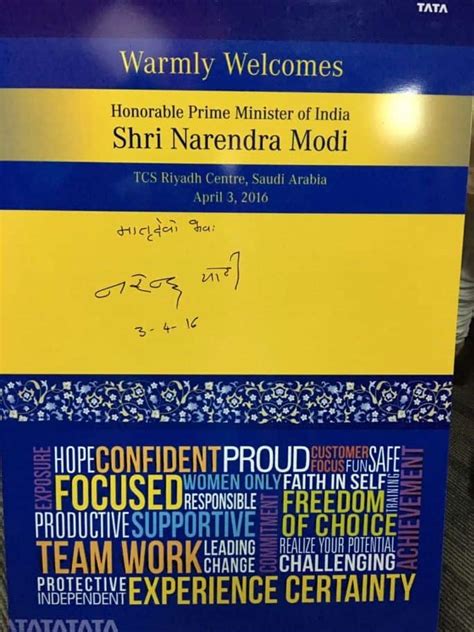 TATA
Warmly Welcomes
Honorable Prime Minister of India
Shri Narendra Modi
TCS Riyadh Centre, Saudi Arabia
April 3, 2016
मातृदेवो भवः
नरेन्द्र मोदी
3-4-16
EXPOSURE
HOPE CONFIDENT PROUD CUSTOMER FOCUS FUN SAFE
FOCUSED WOMEN ONLY FAITH IN SELF TRAINING ACHIEVEMENT
RESPONSIBLE COMMITMENT FREEDOM OF CHOICE
PRODUCTIVE SUPPORTIVE
TEAM WORK LEADING CHANGE REALIZE YOUR POTENTIAL
CHALLENGING
PROTECTIVE
INDEPENDENT EXPERIENCE CERTAINTY
TATATATA